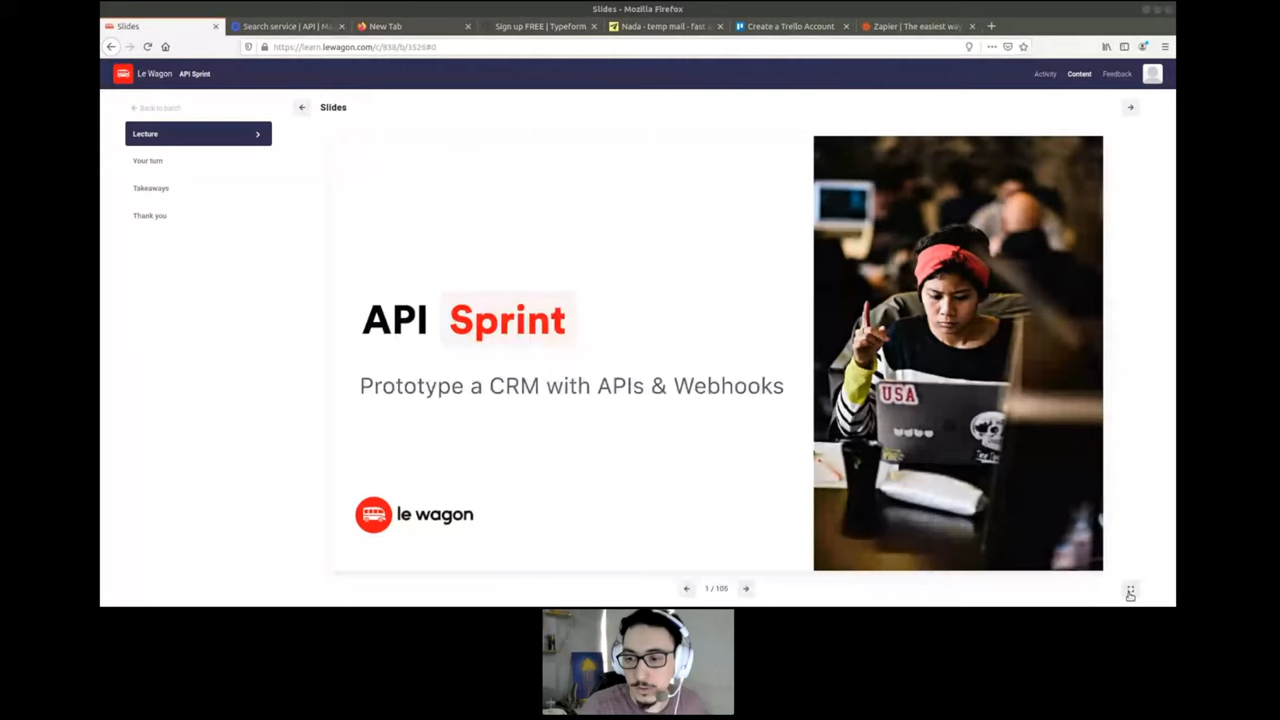 Slides - Mozilla Firefox
Slides
Search service | API | Ma
New Tab
Sign up FREE | Typeform
Nada - temp mail - fast a
Create a Trello Account
Zapier | The easiest way
https://learn.lewagon.com/c/838/b/3526#0
Le Wagon API Sprint
Activity Content Feedback
Back to batch
Slides
Lecture
Your turn
Takeaways
Thank you
API Sprint
Prototype a CRM with APIs & Webhooks
le wagon
USA
1 / 105